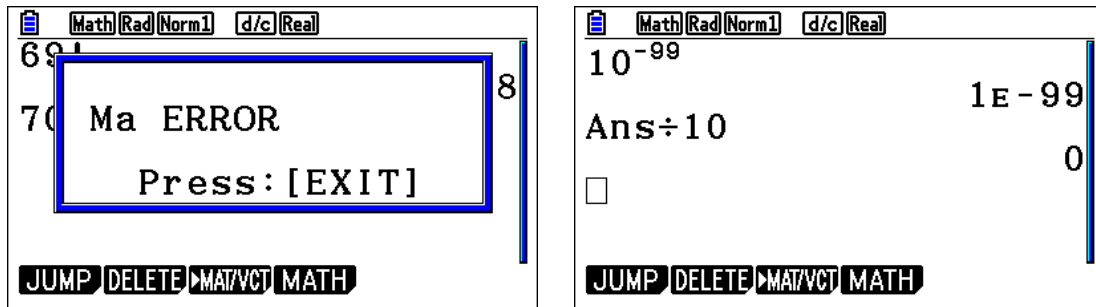 Math Rad Norm1 d/c Real
69!
8
70
Ma ERROR
Press:[EXIT]
JUMP DELETE ▶MAT/VCT MATH
Math Rad Norm1 d/c Real
10⁻⁹⁹
1ᴇ-99
Ans÷10
0
JUMP DELETE ▶MAT/VCT MATH